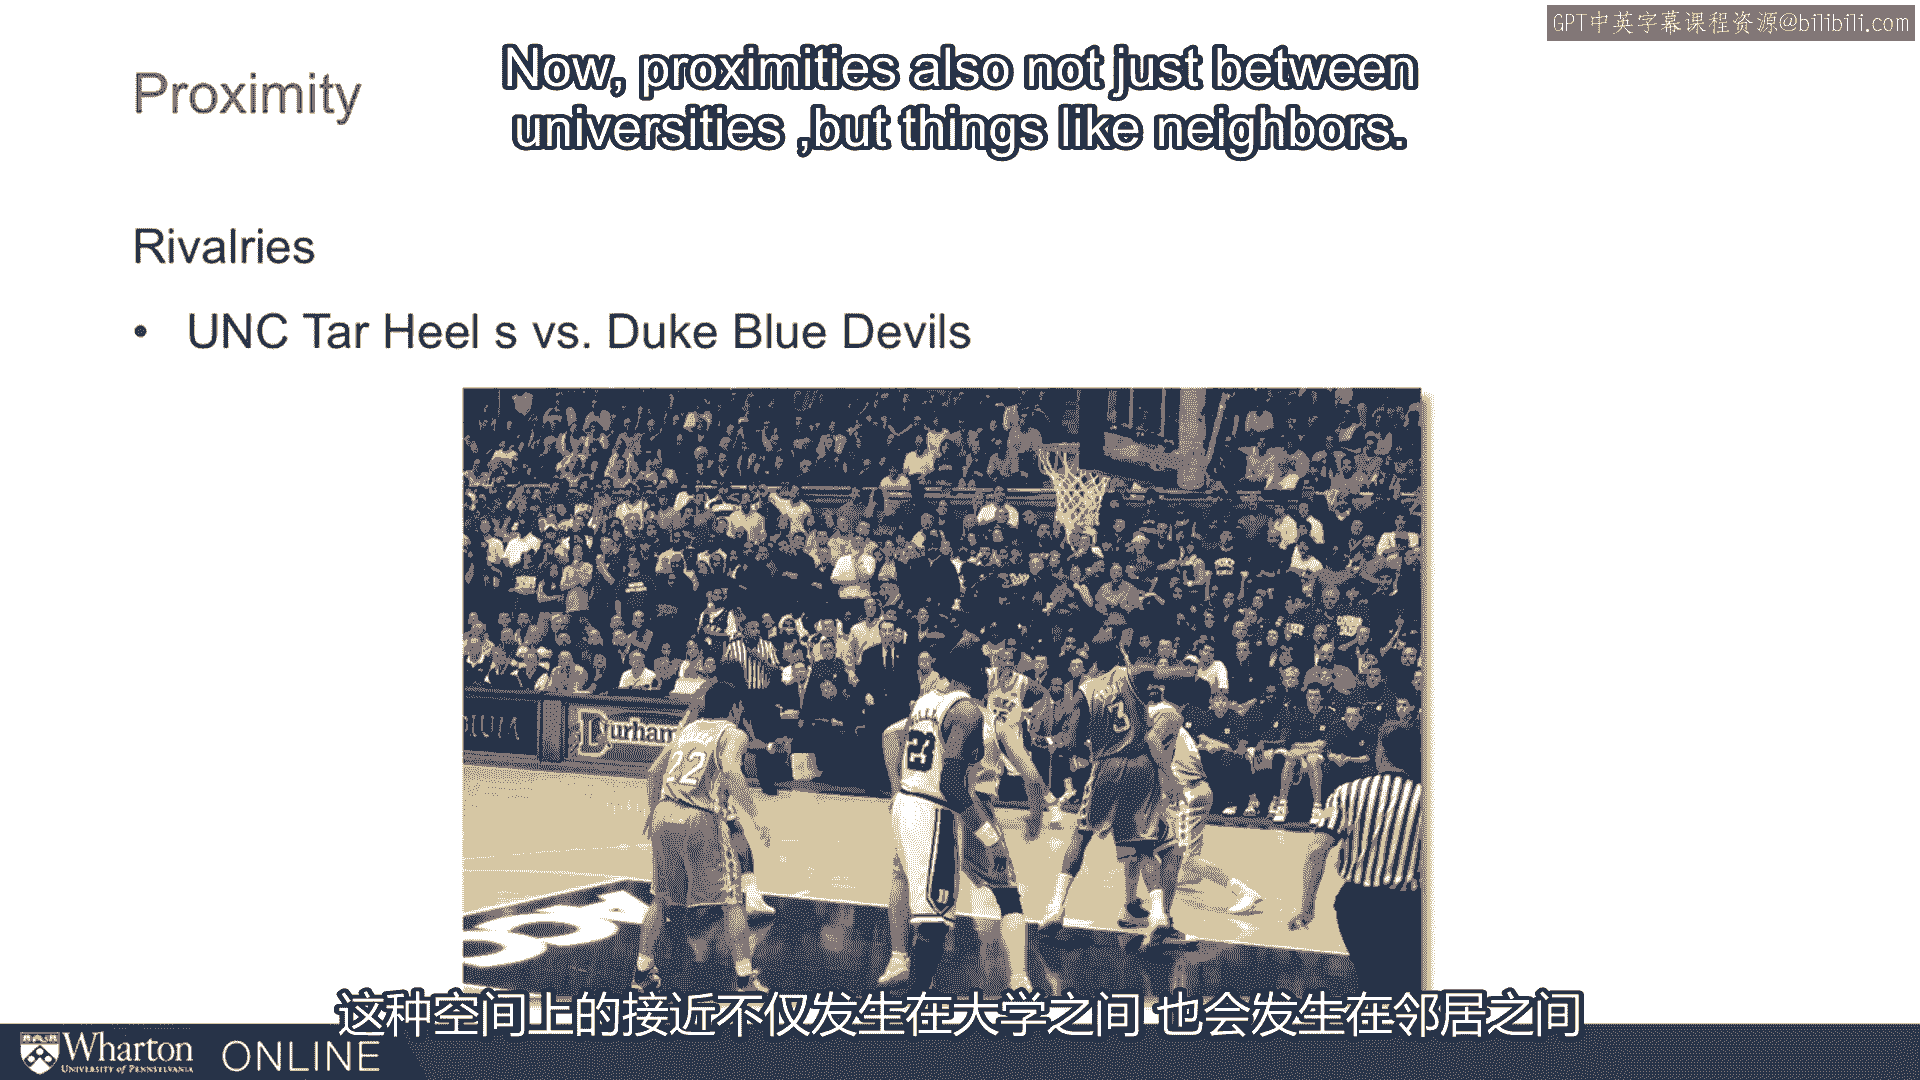 GPT中英字幕课程资源@bilibili.com
Now, proximities also not just between
universities ,but things like neighbors.
Proximity
Rivalries
• UNC Tar Heel s vs. Duke Blue Devils
Durham
22
23
3
这种空间上的接近不仅发生在大学之间 也会发生在邻居之间
Wharton
UNIVERSITY of PENNSYLVANIA
ONLINE